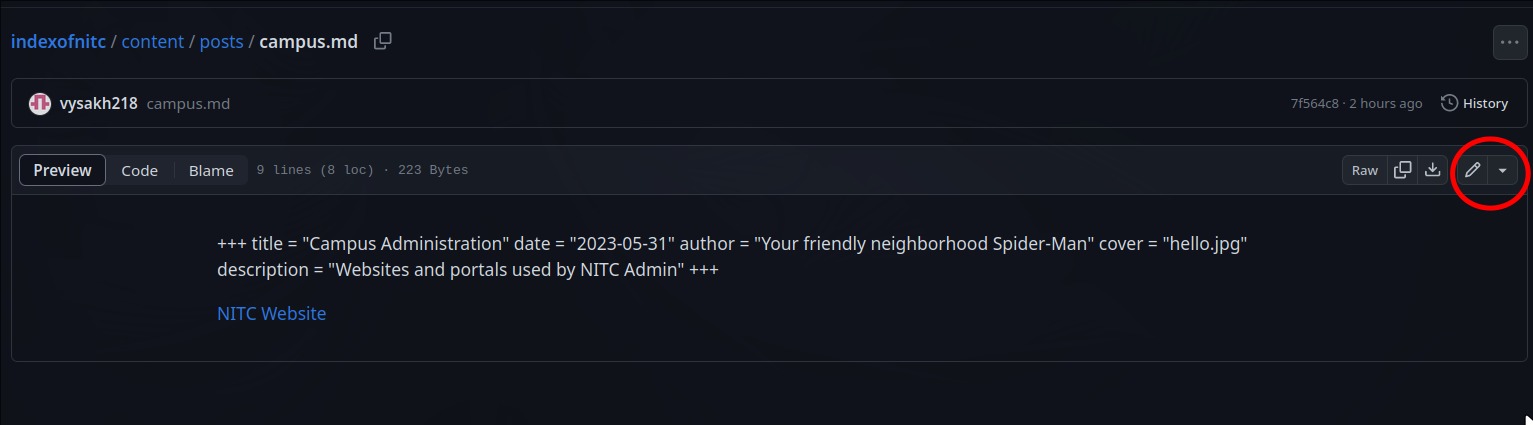 indexofnitc / content / posts / campus.md
vysakh218 campus.md 7f564c8 · 2 hours ago History
Preview Code Blame 9 lines (8 loc) · 223 Bytes Raw
+++ title = "Campus Administration" date = "2023-05-31" author = "Your friendly neighborhood Spider-Man" cover = "hello.jpg"
description = "Websites and portals used by NITC Admin" +++
NITC Website